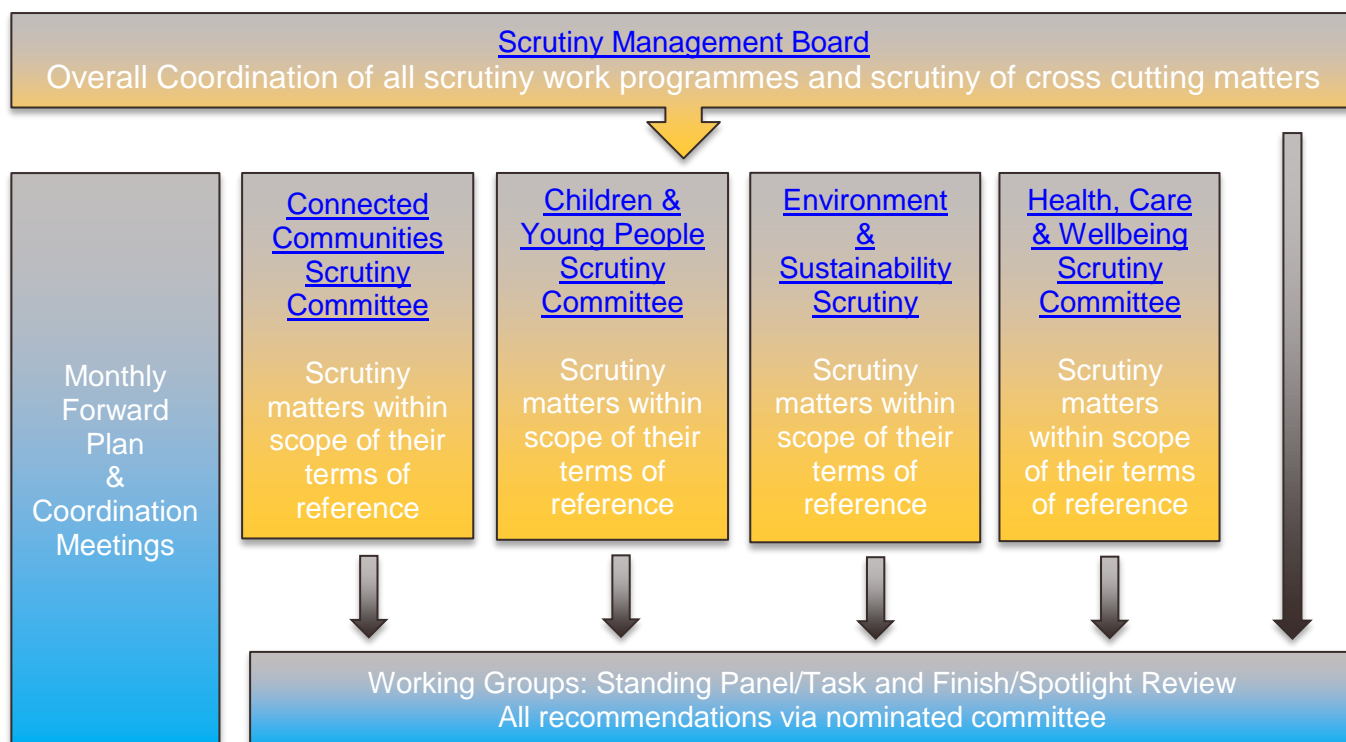 Scrutiny Management Board
Overall Coordination of all scrutiny work programmes and scrutiny of cross cutting matters
Monthly
Forward
Plan
&
Coordination
Meetings
Connected
Communities
Scrutiny
Committee
Scrutiny
matters within
scope of their
terms of
reference
Children &
Young People
Scrutiny
Committee
Scrutiny
matters within
scope of their
terms of
reference
Environment
&
Sustainability
Scrutiny
Scrutiny
matters within
scope of their
terms of
reference
Health, Care
& Wellbeing
Scrutiny
Committee
Scrutiny
matters
within scope
of their terms
of reference
Working Groups: Standing Panel/Task and Finish/Spotlight Review
All recommendations via nominated committee